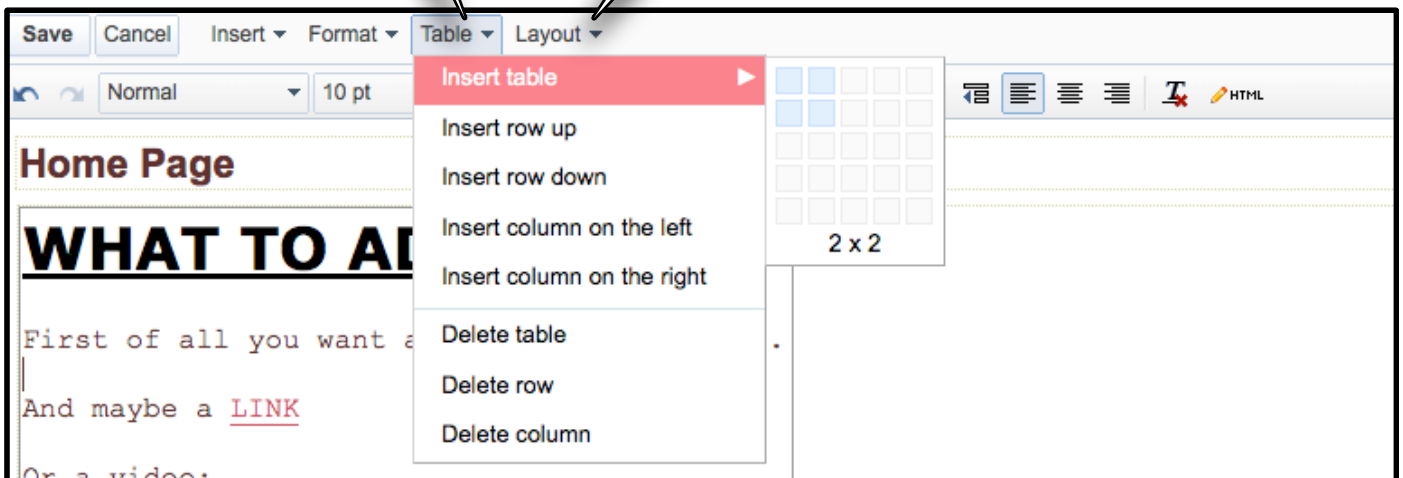 Save Cancel Insert Format Table Layout
Normal 10 pt HTML
Insert table
Insert row up
Insert row down
Insert column on the left
Insert column on the right
Delete table
Delete row
Delete column
2 x 2
Home Page
WHAT TO
First of all you want .
And maybe a LINK
Or a video: